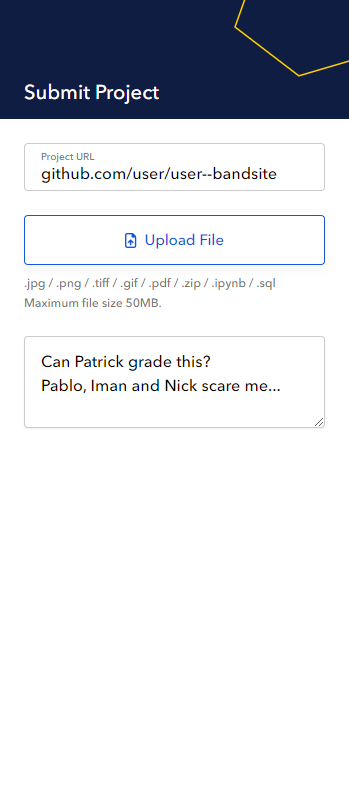 Submit Project
Project URL
github.com/user/user--bandsite
Upload File
.jpg / .png / .tiff / .gif / .pdf / .zip / .ipynb / .sql
Maximum file size 50MB.
Can Patrick grade this?
Pablo, Iman and Nick scare me...